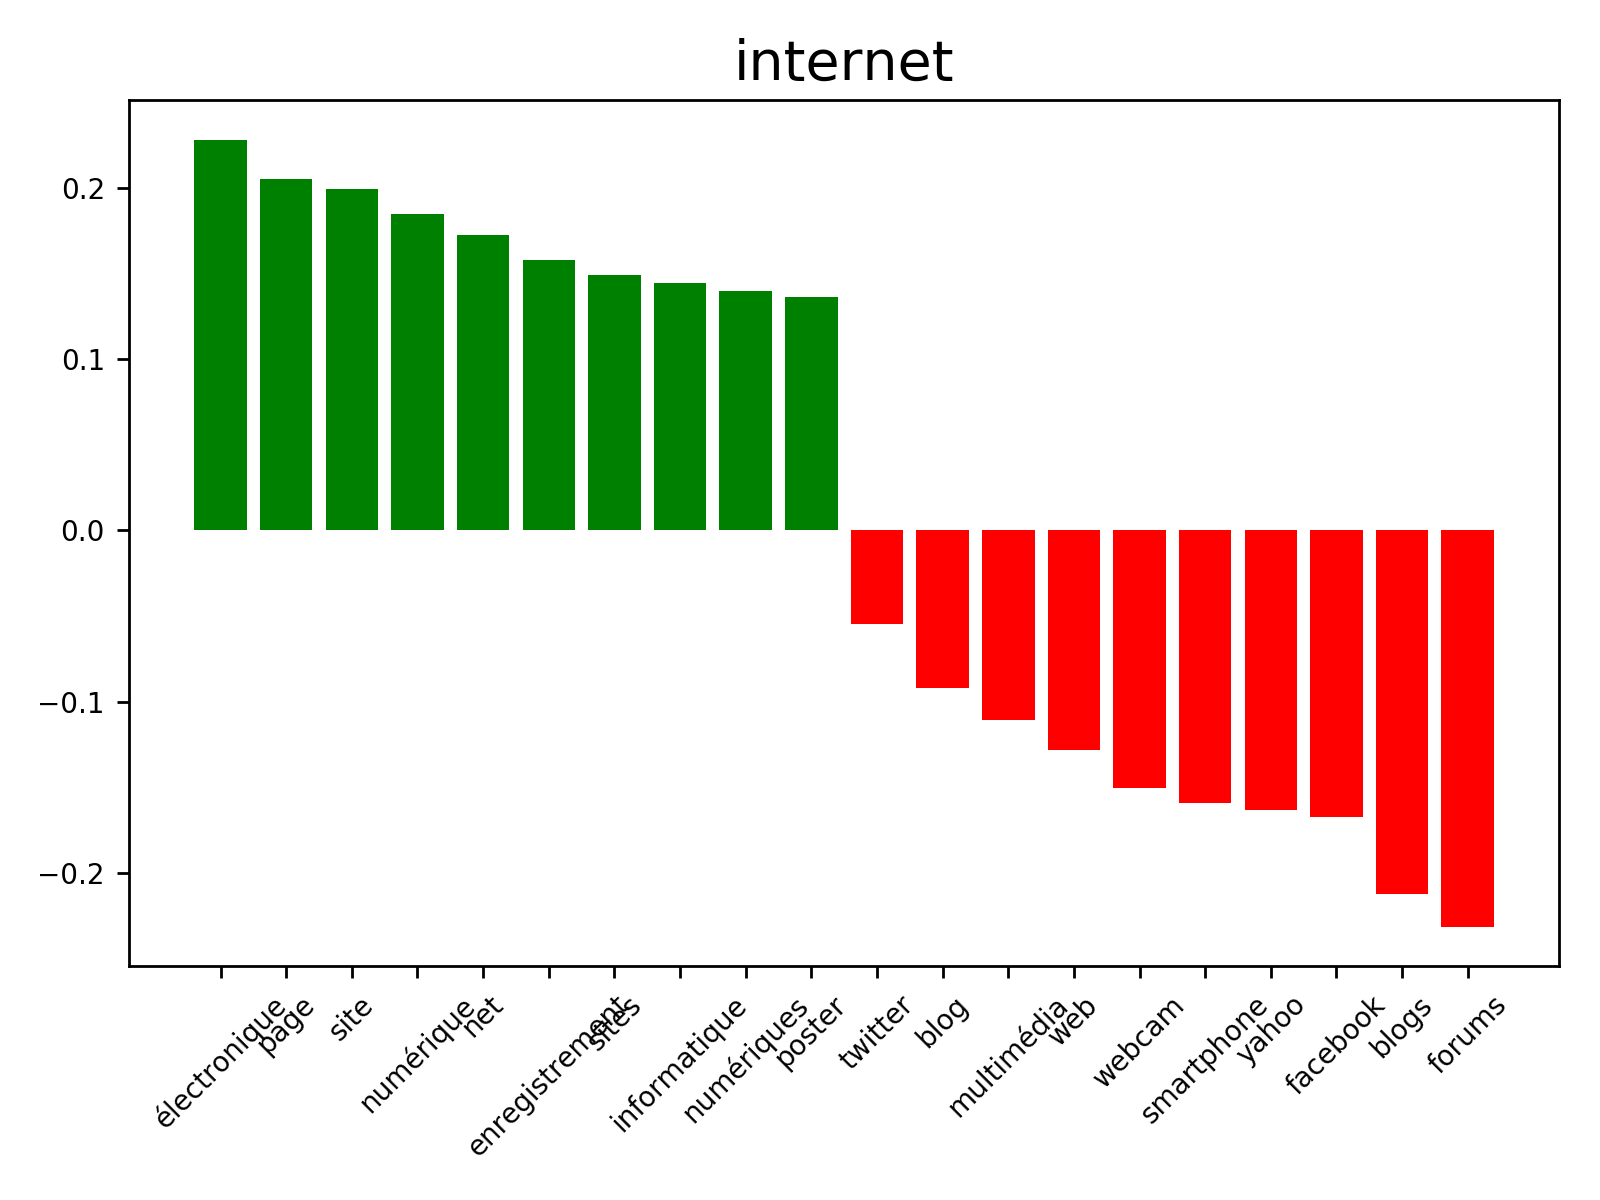 internet
0.2
0.1
0.0
−0.1
−0.2
électronique
page
site
numérique
net
enregistrement
sites
informatique
numériques
poster
twitter
blog
multimédia
web
webcam
smartphone
yahoo
facebook
blogs
forums